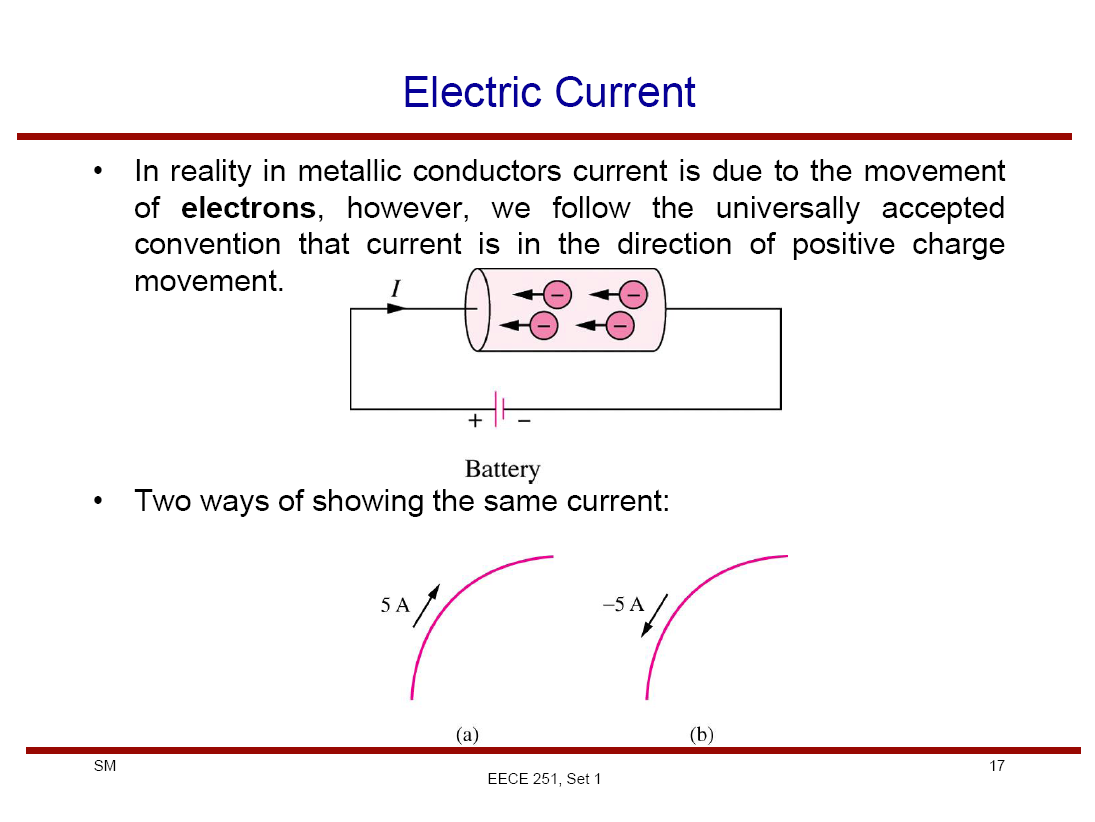 Electric Current
• In reality in metallic conductors current is due to the movement
of electrons, however, we follow the universally accepted
convention that current is in the direction of positive charge
movement.
I
− −
− −
+ −
Battery
• Two ways of showing the same current:
5 A
−5 A
(a) (b)
SM
17
EECE 251, Set 1